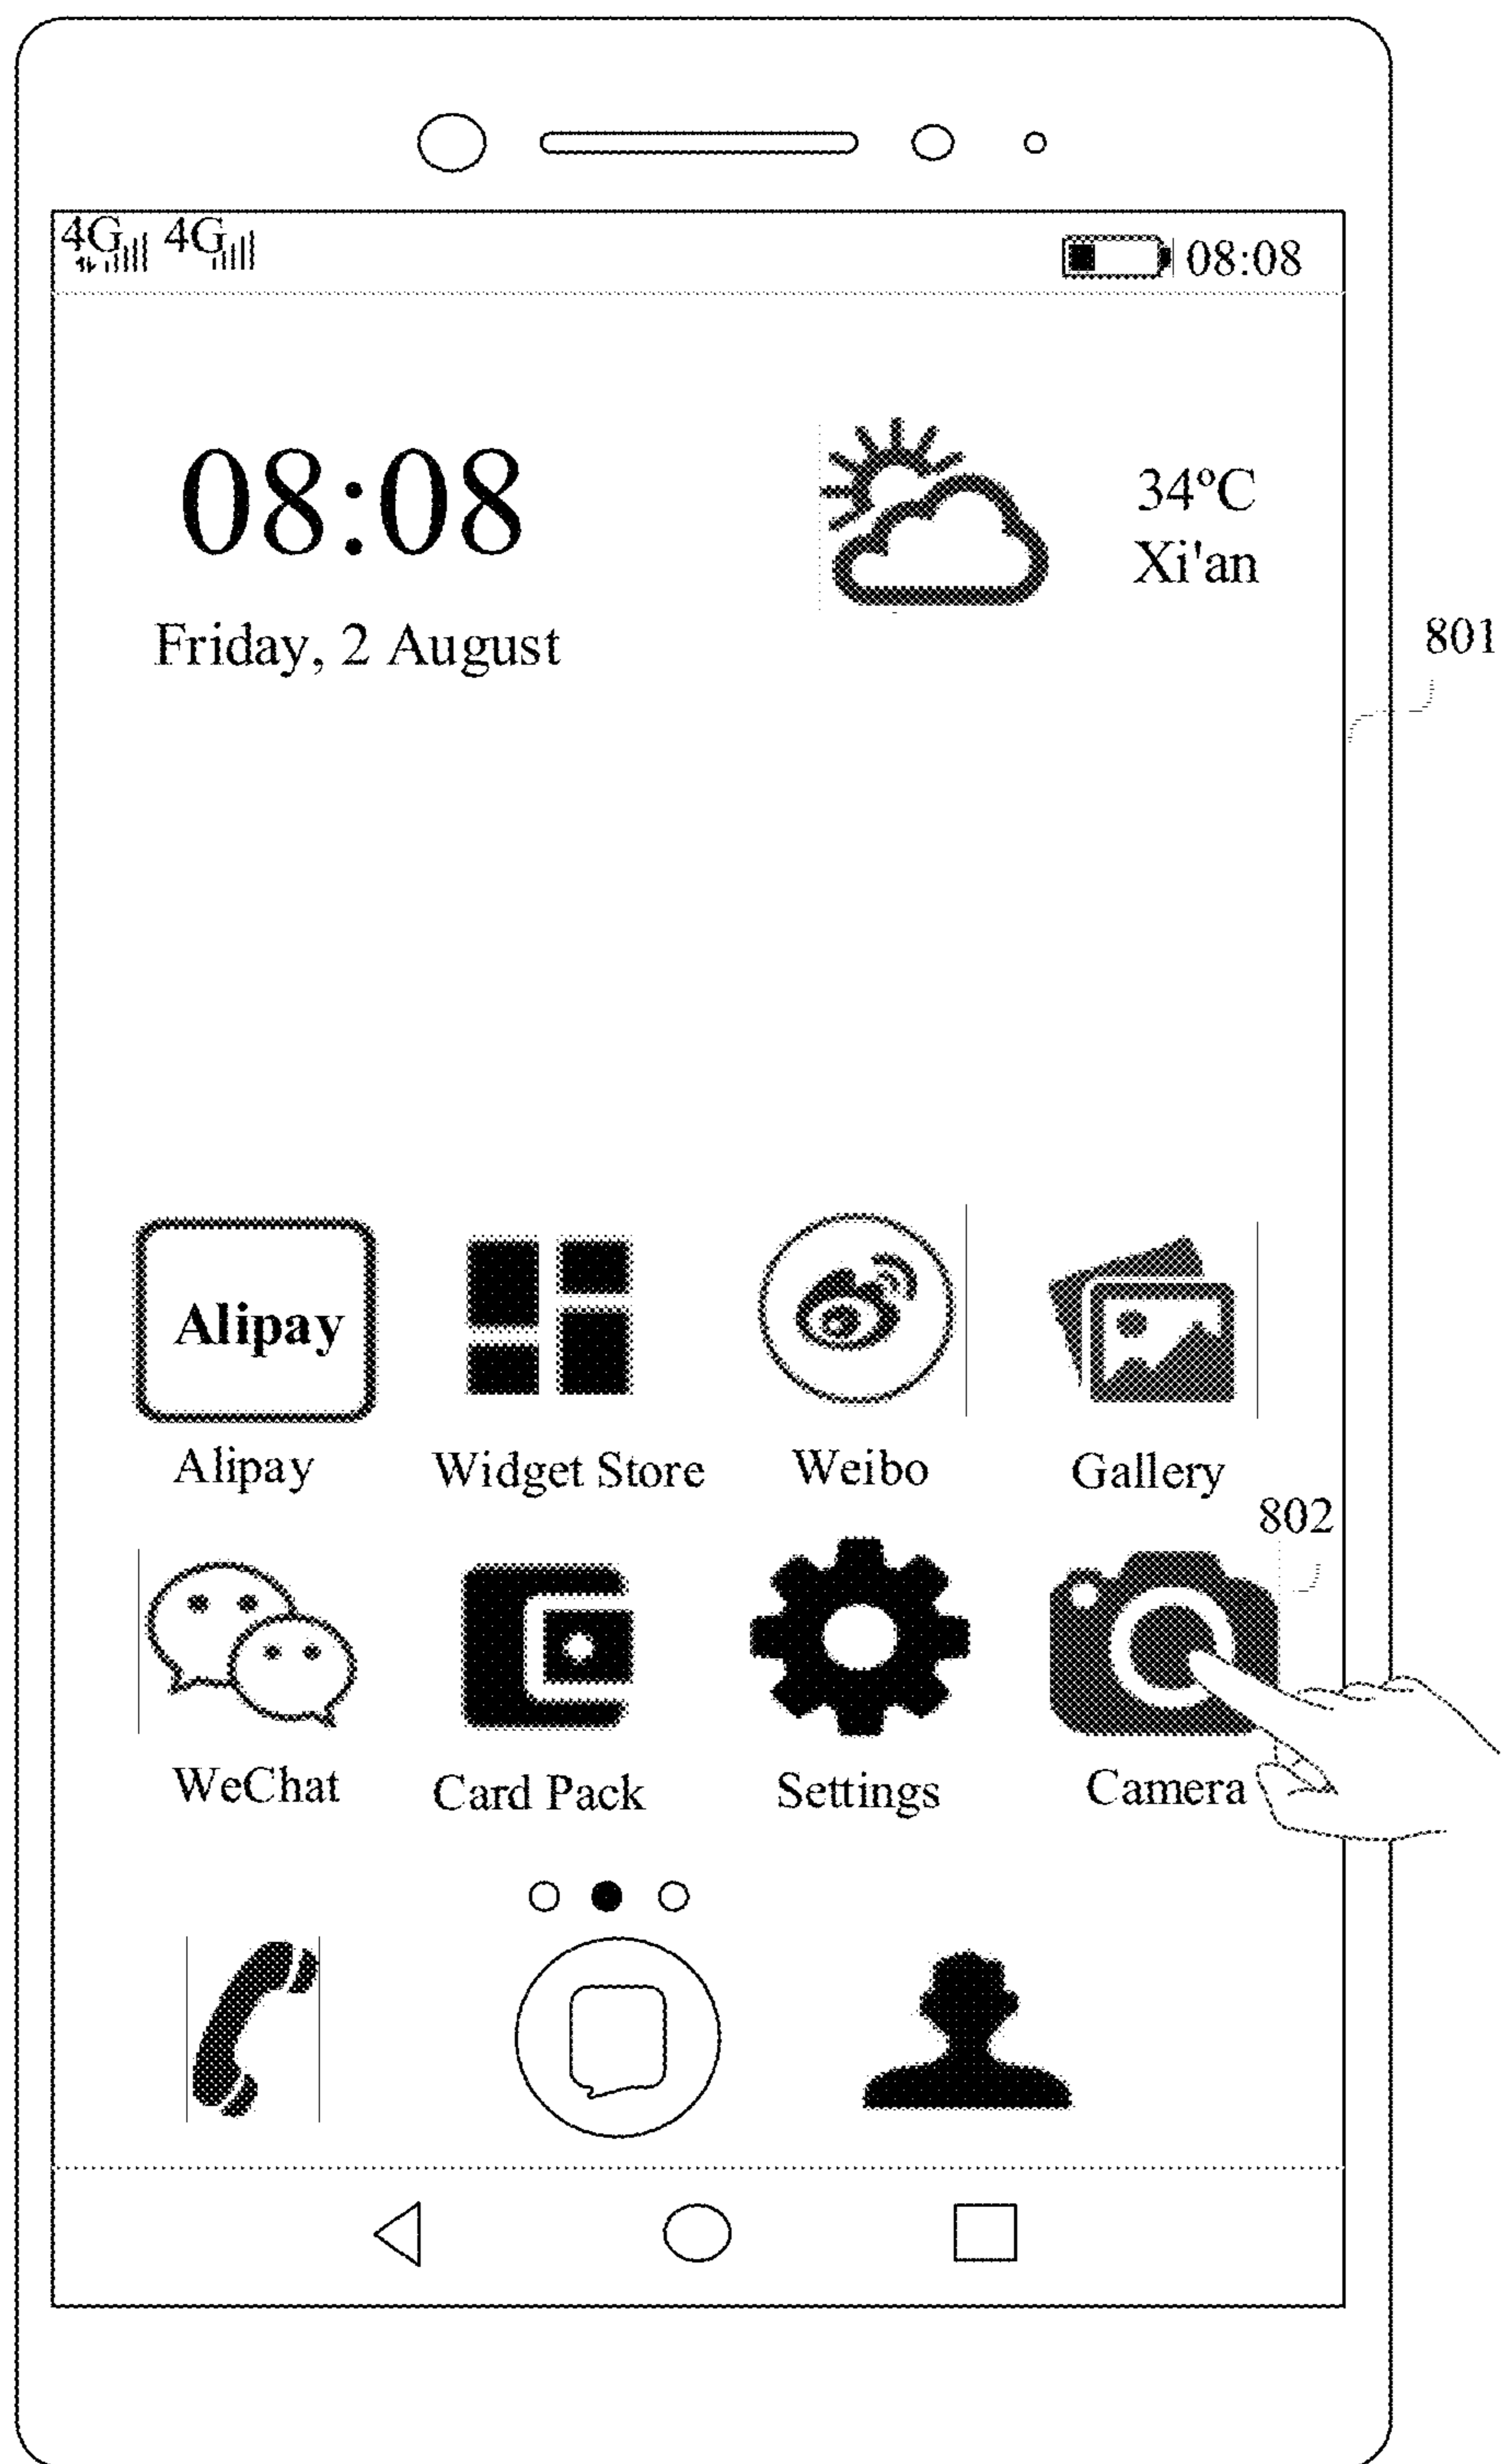 4G 4G 08:08
08:08
34ºC
Xi'an
Friday, 2 August
801
Alipay
Alipay Widget Store Weibo Gallery
802
WeChat Card Pack Settings Camera